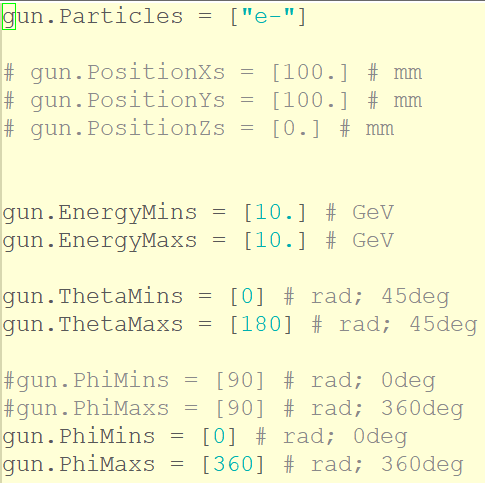 gun.Particles = ["e-"]
# gun.PositionXs = [100.] # mm
# gun.PositionYs = [100.] # mm
# gun.PositionZs = [0.] # mm
gun.EnergyMins = [10.] # GeV
gun.EnergyMaxs = [10.] # GeV
gun.ThetaMins = [0] # rad; 45deg
gun.ThetaMaxs = [180] # rad; 45deg
#gun.PhiMins = [90] # rad; 0deg
#gun.PhiMaxs = [90] # rad; 360deg
gun.PhiMins = [0] # rad; 0deg
gun.PhiMaxs = [360] # rad; 360deg